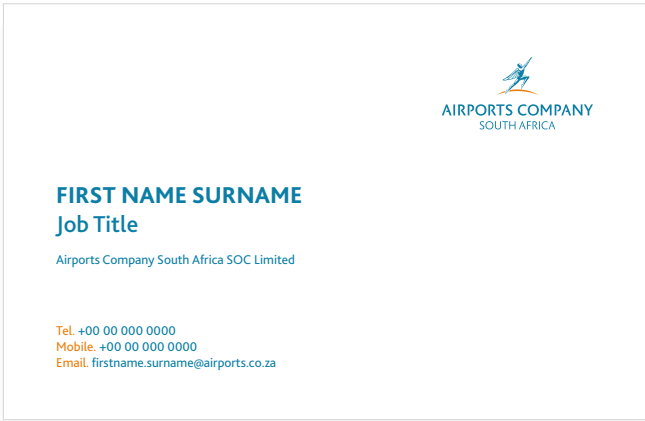 AIRPORTS COMPANY
SOUTH AFRICA
FIRST NAME SURNAME
Job Title
Airports Company South Africa SOC Limited
Tel. +00 00 000 0000
Mobile. +00 00 000 0000
Email. firstname.surname@airports.co.za